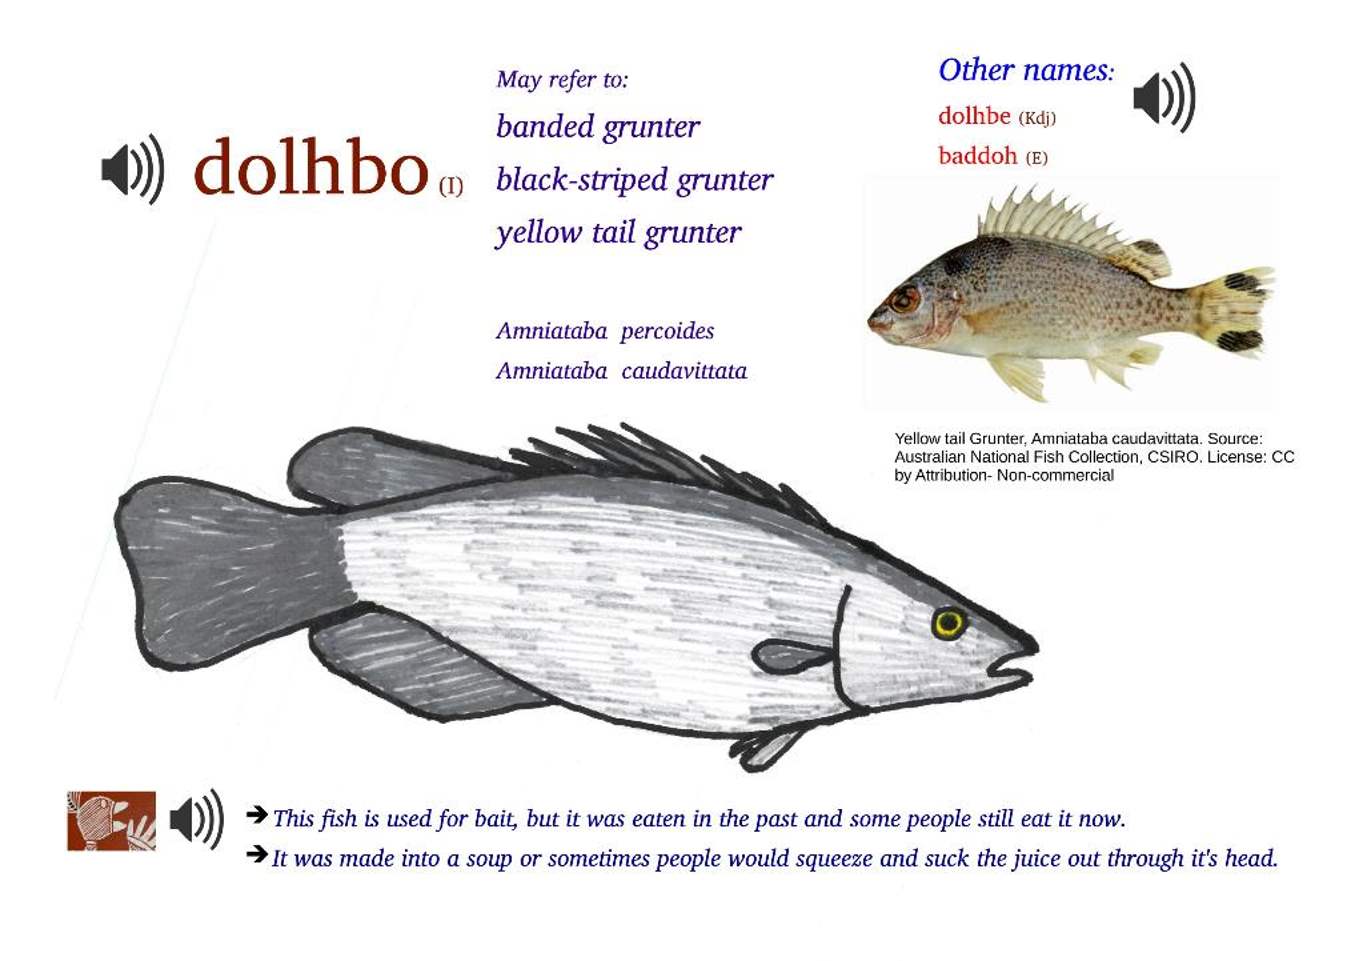 dolhbo (I)
May refer to:
banded grunter
black-striped grunter
yellow tail grunter
Amniataba percoides
Amniataba caudavittata
Other names:
dolhbe (Kdj)
baddoh (E)
Yellow tail Grunter, Amniataba caudavittata. Source:
Australian National Fish Collection, CSIRO. License: CC
by Attribution- Non-commercial
➔This fish is used for bait, but it was eaten in the past and some people still eat it now.
➔It was made into a soup or sometimes people would squeeze and suck the juice out through it's head.